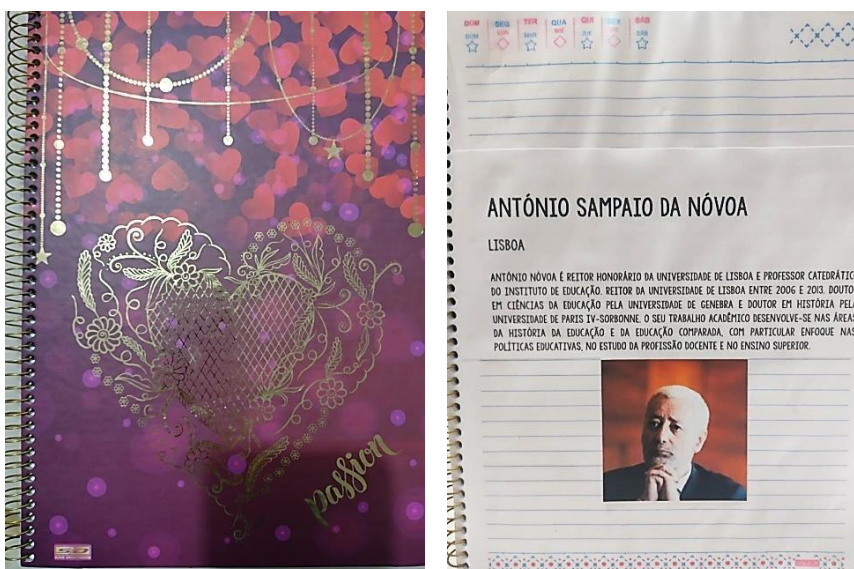 Passion
DOM SEG TER QUA QUI SEX SÁB
ANTÓNIO SAMPAIO DA NÓVOA
LISBOA
ANTÓNIO NÓVOA É REITOR HONORÁRIO DA UNIVERSIDADE DE LISBOA E PROFESSOR CATEDRÁTIC
DO INSTITUTO DE EDUCAÇÃO. REITOR DA UNIVERSIDADE DE LISBOA ENTRE 2006 E 2013. DOUTO
EM CIÊNCIAS DA EDUCAÇÃO PELA UNIVERSIDADE DE GENEBRA E DOUTOR EM HISTÓRIA PEL
UNIVERSIDADE DE PARIS IV-SORBONNE. O SEU TRABALHO ACADÊMICO DESENVOLVE-SE NAS ÁREAS
DA HISTÓRIA DA EDUCAÇÃO E DA EDUCAÇÃO COMPARADA, COM PARTICULAR ENFOQUE NAS
POLÍTICAS EDUCATIVAS, NO ESTUDO DA PROFISSÃO DOCENTE E NO ENSINO SUPERIOR.